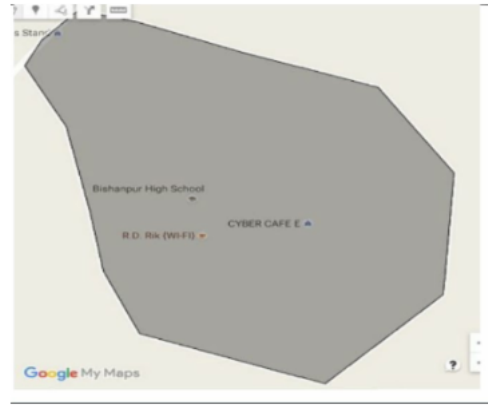 s Stand
Bishanpur High School
CYBER CAFE E
R.D. Rik (WI-FI)
?
Google My Maps